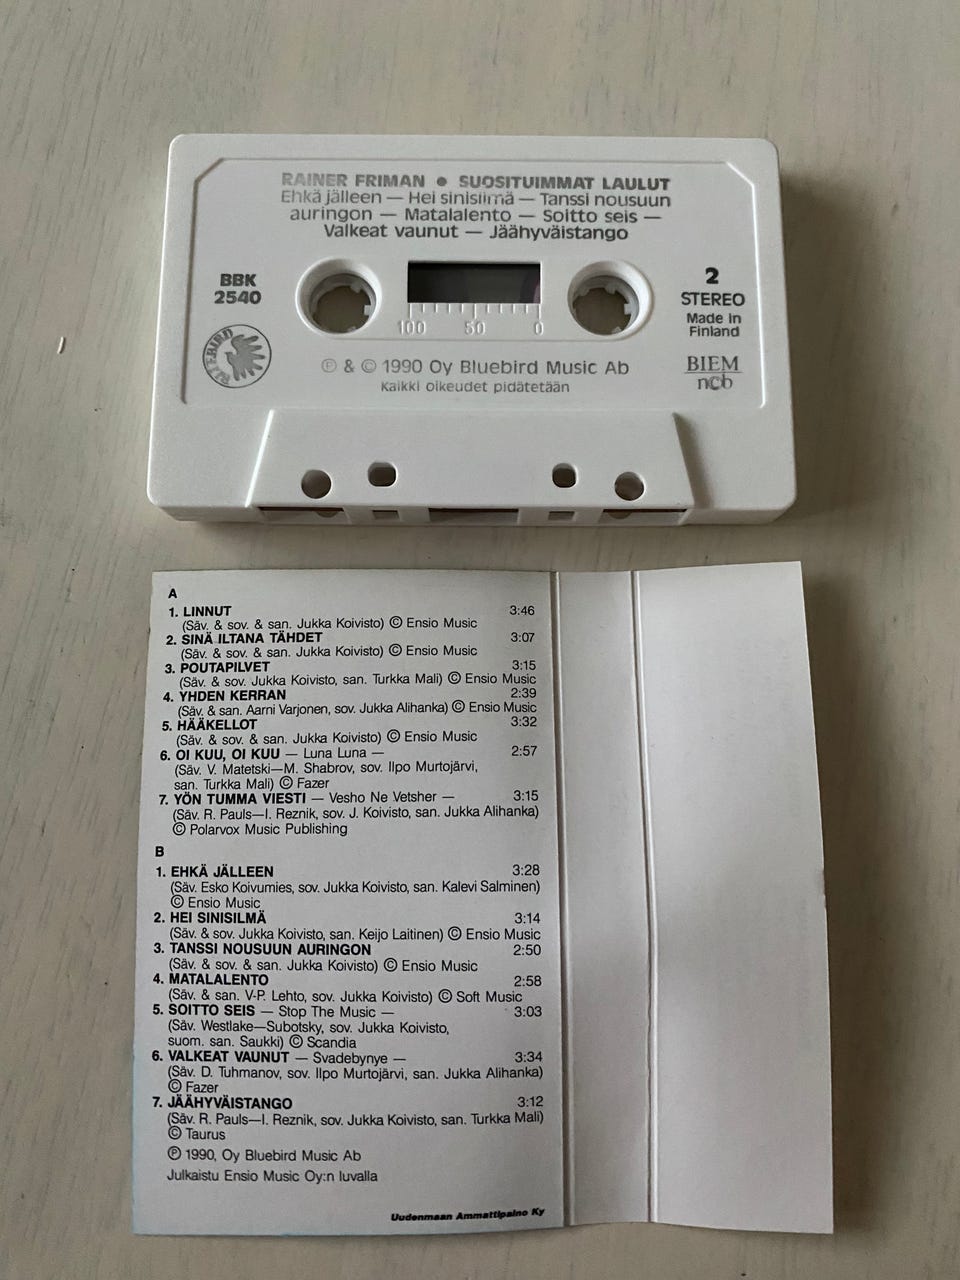 RAINER FRIMAN ● SUOSITUIMMAT LAULUT
Ehkä jälleen — Hei sinisilmä — Tanssi nousuun
auringon — Matalalento — Soitto seis —
Valkeat vaunut — Jäähyväistango
BBK
2540
2
STEREO
Made in
Finland
BLUEBIRD
100 50 0
BIEM
ncb
Ⓟ & © 1990 Oy Bluebird Music Ab
Kaikki oikeudet pidätetään
A
1. LINNUT 3:46
(Säv. & sov. & san. Jukka Koivisto) © Ensio Music
2. SINÄ ILTANA TÄHDET 3:07
(Säv. & sov. & san. Jukka Koivisto) © Ensio Music
3. POUTAPILVET 3:15
(Säv. & sov. Jukka Koivisto, san. Turkka Mali) © Ensio Music
4. YHDEN KERRAN 2:39
(Säv. & san. Aarni Varjonen, sov. Jukka Alihanka) © Ensio Music
5. HÄÄKELLOT 3:32
(Säv. & sov. & san. Jukka Koivisto) © Ensio Music
6. OI KUU, OI KUU — Luna Luna — 2:57
(Säv. V. Matetski—M. Shabrov, sov. Ilpo Murtojärvi,
san. Turkka Mali) © Fazer
7. YÖN TUMMA VIESTI — Vesho Ne Vetsher — 3:15
(Säv. R. Pauls—I. Reznik, sov. J. Koivisto, san. Jukka Alihanka)
© Polarvox Music Publishing
B
1. EHKÄ JÄLLEEN 3:28
(Säv. Esko Koivumies, sov. Jukka Koivisto, san. Kalevi Salminen)
© Ensio Music
2. HEI SINISILMÄ 3:14
(Säv. & sov. Jukka Koivisto, san. Keijo Laitinen) © Ensio Music
3. TANSSI NOUSUUN AURINGON 2:50
(Säv. & sov. & san. Jukka Koivisto) © Ensio Music
4. MATALALENTO 2:58
(Säv. & san. V-P. Lehto, sov. Jukka Koivisto) © Soft Music
5. SOITTO SEIS — Stop The Music — 3:03
(Säv. Westlake—Subotsky, sov. Jukka Koivisto,
suom. san. Saukki) © Scandia
6. VALKEAT VAUNUT — Svadebynye — 3:34
(Säv. D. Tuhmanov, sov. Ilpo Murtojärvi, san. Jukka Alihanka)
© Fazer
7. JÄÄHYVÄISTANGO 3:12
(Säv. R. Pauls—I. Reznik, sov. Jukka Koivisto, san. Turkka Mali)
© Taurus
Ⓟ 1990, Oy Bluebird Music Ab
Julkaistu Ensio Music Oy:n luvalla
Uudenmaan Ammattipaino Ky